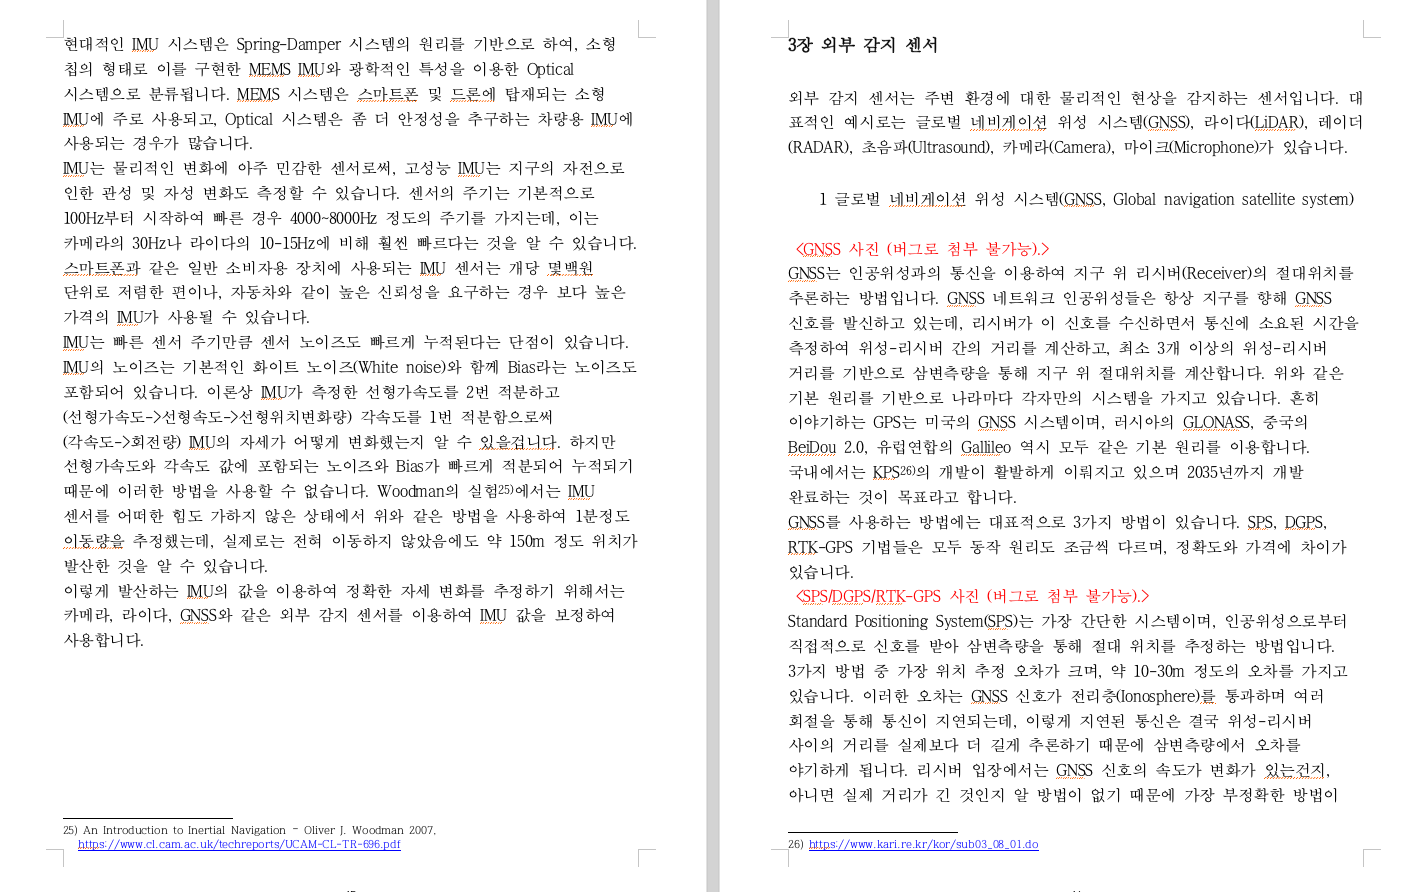 현대적인 IMU 시스템은 Spring-Damper 시스템의 원리를 기반으로 하여, 소형
칩의 형태로 이를 구현한 MEMS IMU와 광학적인 특성을 이용한 Optical
시스템으로 분류됩니다. MEMS 시스템은 스마트폰 및 드론에 탑재되는 소형
IMU에 주로 사용되고, Optical 시스템은 좀 더 안정성을 추구하는 차량용 IMU에
사용되는 경우가 많습니다.
IMU는 물리적인 변화에 아주 민감한 센서로써, 고성능 IMU는 지구의 자전으로
인한 관성 및 자성 변화도 측정할 수 있습니다. 센서의 주기는 기본적으로
100Hz부터 시작하여 빠른 경우 4000~8000Hz 정도의 주기를 가지는데, 이는
카메라의 30Hz나 라이다의 10-15Hz에 비해 훨씬 빠르다는 것을 알 수 있습니다.
스마트폰과 같은 일반 소비자용 장치에 사용되는 IMU 센서는 개당 몇백원
단위로 저렴한 편이나, 자동차와 같이 높은 신뢰성을 요구하는 경우 보다 높은
가격의 IMU가 사용될 수 있습니다.
IMU는 빠른 센서 주기만큼 센서 노이즈도 빠르게 누적된다는 단점이 있습니다.
IMU의 노이즈는 기본적인 화이트 노이즈(White noise)와 함께 Bias라는 노이즈도
포함되어 있습니다. 이론상 IMU가 측정한 선형가속도를 2번 적분하고
(선형가속도->선형속도->선형위치변화량) 각속도를 1번 적분함으로써
(각속도->회전량) IMU의 자세가 어떻게 변화했는지 알 수 있을겁니다. 하지만
선형가속도와 각속도 값에 포함되는 노이즈와 Bias가 빠르게 적분되어 누적되기
때문에 이러한 방법을 사용할 수 없습니다. Woodman의 실험25)에서는 IMU
센서를 어떠한 힘도 가하지 않은 상태에서 위와 같은 방법을 사용하여 1분정도
이동량을 추정했는데, 실제로는 전혀 이동하지 않았음에도 약 150m 정도 위치가
발산한 것을 알 수 있습니다.
이렇게 발산하는 IMU의 값을 이용하여 정확한 자세 변화를 추정하기 위해서는
카메라, 라이다, GNSS와 같은 외부 감지 센서를 이용하여 IMU 값을 보정하여
사용합니다.
25) An Introduction to Inertial Navigation - Oliver J. Woodman 2007,
https://www.cl.cam.ac.uk/techreports/UCAM-CL-TR-696.pdf
3장 외부 감지 센서
외부 감지 센서는 주변 환경에 대한 물리적인 현상을 감지하는 센서입니다. 대
표적인 예시로는 글로벌 네비게이션 위성 시스템(GNSS), 라이다(LiDAR), 레이더
(RADAR), 초음파(Ultrasound), 카메라(Camera), 마이크(Microphone)가 있습니다.
1 글로벌 네비게이션 위성 시스템(GNSS, Global navigation satellite system)
<GNSS 사진 (버그로 첨부 불가능).>
GNSS는 인공위성과의 통신을 이용하여 지구 위 리시버(Receiver)의 절대위치를
추론하는 방법입니다. GNSS 네트워크 인공위성들은 항상 지구를 향해 GNSS
신호를 발신하고 있는데, 리시버가 이 신호를 수신하면서 통신에 소요된 시간을
측정하여 위성-리시버 간의 거리를 계산하고, 최소 3개 이상의 위성-리시버
거리를 기반으로 삼변측량을 통해 지구 위 절대위치를 계산합니다. 위와 같은
기본 원리를 기반으로 나라마다 각자만의 시스템을 가지고 있습니다. 흔히
이야기하는 GPS는 미국의 GNSS 시스템이며, 러시아의 GLONASS, 중국의
BeiDou 2.0, 유럽연합의 Gallileo 역시 모두 같은 기본 원리를 이용합니다.
국내에서는 KPS26)의 개발이 활발하게 이뤄지고 있으며 2035년까지 개발
완료하는 것이 목표라고 합니다.
GNSS를 사용하는 방법에는 대표적으로 3가지 방법이 있습니다. SPS, DGPS,
RTK-GPS 기법들은 모두 동작 원리도 조금씩 다르며, 정확도와 가격에 차이가
있습니다.
<SPS/DGPS/RTK-GPS 사진 (버그로 첨부 불가능).>
Standard Positioning System(SPS)는 가장 간단한 시스템이며, 인공위성으로부터
직접적으로 신호를 받아 삼변측량을 통해 절대 위치를 추정하는 방법입니다.
3가지 방법 중 가장 위치 추정 오차가 크며, 약 10-30m 정도의 오차를 가지고
있습니다. 이러한 오차는 GNSS 신호가 전리층(Ionosphere)를 통과하며 여러
회절을 통해 통신이 지연되는데, 이렇게 지연된 통신은 결국 위성-리시버
사이의 거리를 실제보다 더 길게 추론하기 때문에 삼변측량에서 오차를
야기하게 됩니다. 리시버 입장에서는 GNSS 신호의 속도가 변화가 있는건지,
아니면 실제 거리가 긴 것인지 알 방법이 없기 때문에 가장 부정확한 방법이
26) https://www.kari.re.kr/kor/sub03_08_01.do